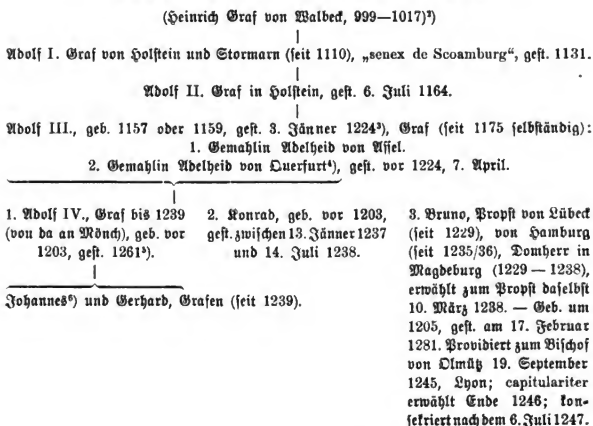 (Heinrich Graf von Walbeck, 999—1017)²)
Adolf I. Graf von Holstein und Stormarn (seit 1110), „senex de Scoamburg“, gest. 1131.
Adolf II. Graf in Holstein, gest. 6. Juli 1164.
Adolf III., geb. 1157 oder 1159, gest. 3. Jänner 1224³), Graf (seit 1175 selbständig):
1. Gemahlin Adelheid von Assel.
2. Gemahlin Adelheid von Querfurt⁴), gest. vor 1224, 7. April.
1. Adolf IV., Graf bis 1239
(von da an Mönch), geb. vor
1203, gest. 1261⁵).
Johannes⁶) und Gerhard, Grafen (seit 1239).
2. Konrad, geb. vor 1203,
gest. zwischen 13. Jänner 1237
und 14. Juli 1238.
3. Bruno, Propst von Lübeck
(seit 1229), von Hamburg
(seit 1235/36), Domherr in
Magdeburg (1229 — 1238),
erwählt zum Propst daselbst
10. März 1238. — Geb. um
1205, gest. am 17. Februar
1281. Providiert zum Bischof
von Olmütz 19. September
1245, Lyon; capitulariter
erwählt Ende 1246; kon-
sekriert nach dem 6. Juli 1247.